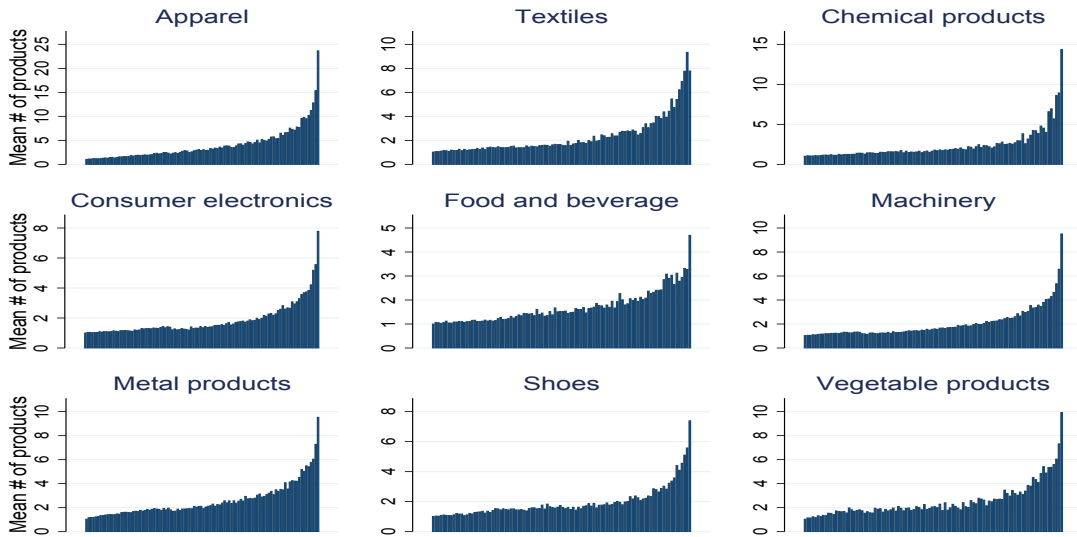 Apparel
Textiles
Chemical products
Mean # of products
0 5 10 15 20 25
0 2 4 6 8 10
0 5 10 15
Consumer electronics
Food and beverage
Machinery
Mean # of products
0 2 4 6 8
0 1 2 3 4 5
0 2 4 6 8 10
Metal products
Shoes
Vegetable products
Mean # of products
0 2 4 6 8 10
0 2 4 6 8
0 2 4 6 8 10